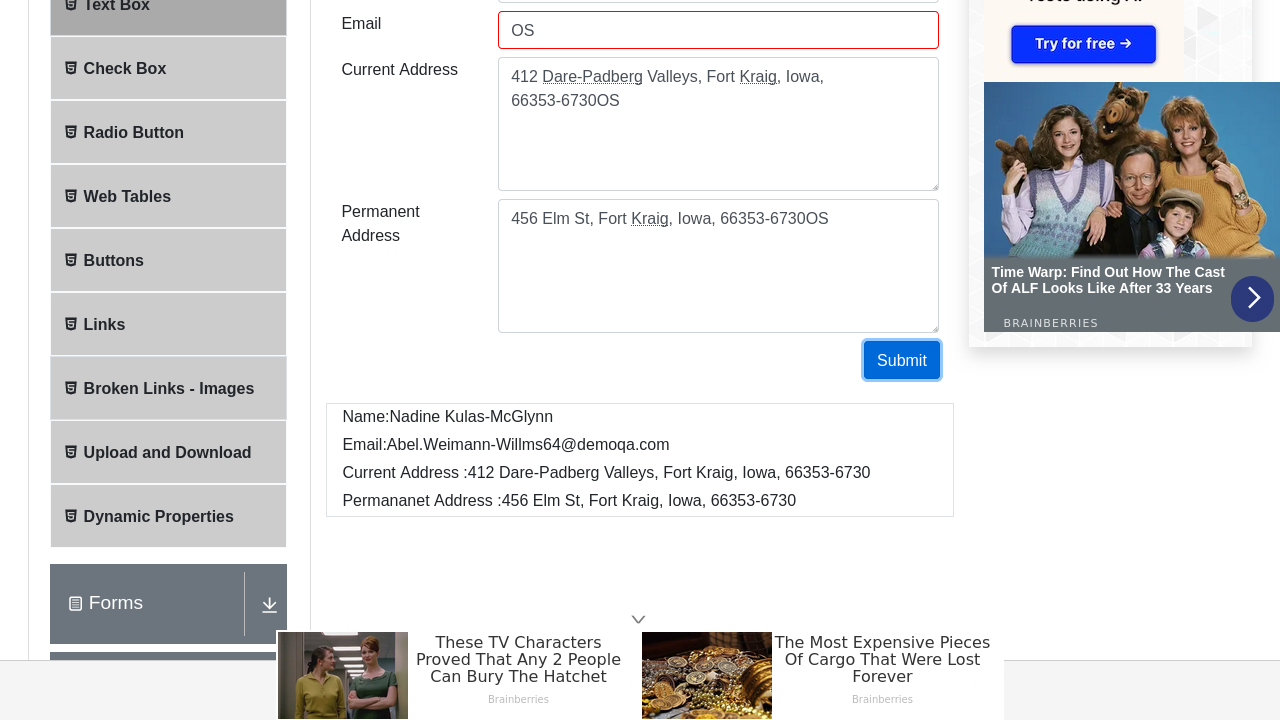 Text Box
Check Box
Radio Button
Web Tables
Buttons
Links
Broken Links - Images
Upload and Download
Dynamic Properties
Forms
Email
OS
Current Address
412 Dare-Padberg Valleys, Fort Kraig, Iowa,
66353-6730OS
Permanent
Address
456 Elm St, Fort Kraig, Iowa, 66353-6730OS
Submit
Name:Nadine Kulas-McGlynn
Email:Abel.Weimann-Willms64@demoqa.com
Current Address :412 Dare-Padberg Valleys, Fort Kraig, Iowa, 66353-6730
Permananet Address :456 Elm St, Fort Kraig, Iowa, 66353-6730
Try for free →
Time Warp: Find Out How The Cast
Of ALF Looks Like After 33 Years
BRAINBERRIES
These TV Characters
Proved That Any 2 People
Can Bury The Hatchet
Brainberries
The Most Expensive Pieces
Of Cargo That Were Lost
Forever
Brainberries